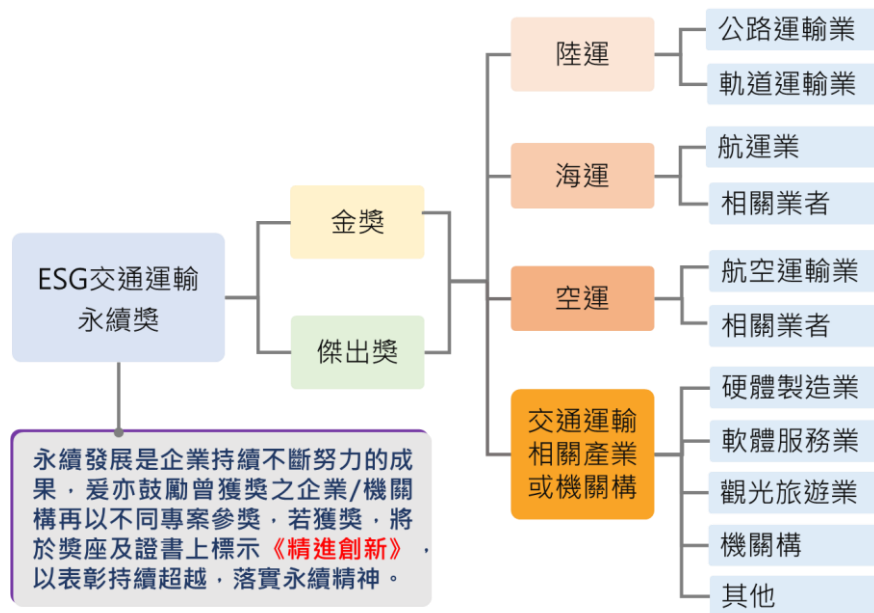 ESG交通運輸
永續獎
永續發展是企業持續不斷努力的成
果，爰亦鼓勵曾獲獎之企業/機關
構再以不同專案參獎，若獲獎，將
於獎座及證書上標示《精進創新》，
以表彰持續超越，落實永續精神。
金獎
傑出獎
陸運
公路運輸業
軌道運輸業
海運
航運業
相關業者
空運
航空運輸業
相關業者
交通運輸
相關產業
或機關構
硬體製造業
軟體服務業
觀光旅遊業
機關構
其他